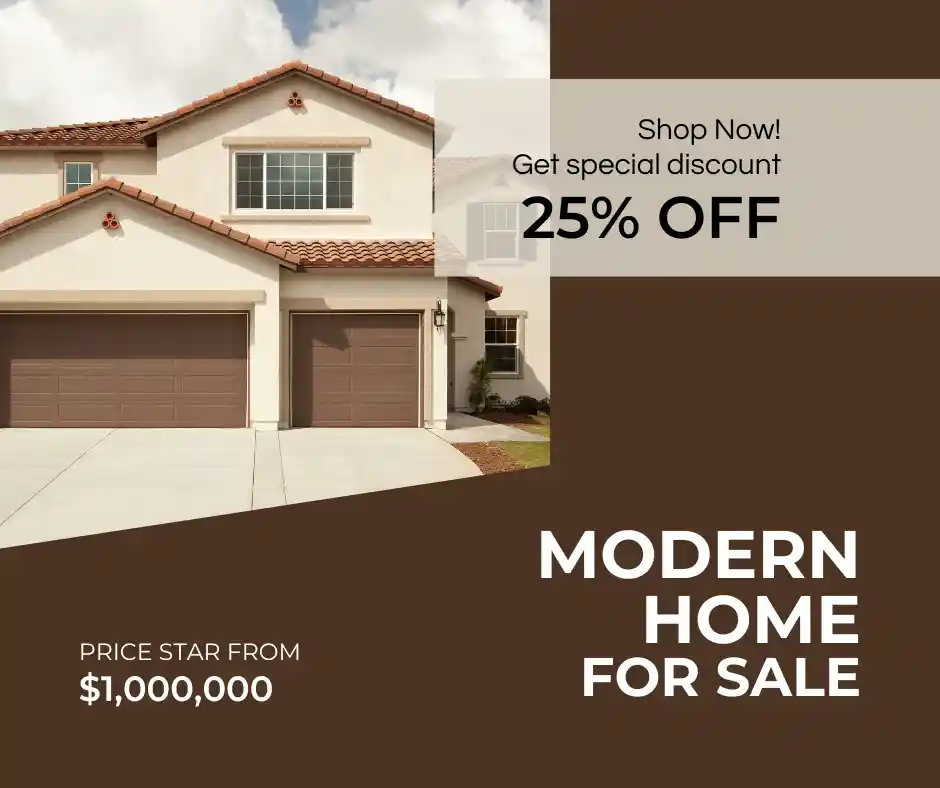 Shop Now!
Get special discount
25% OFF
MODERN
HOME
FOR SALE
PRICE STAR FROM
$1,000,000